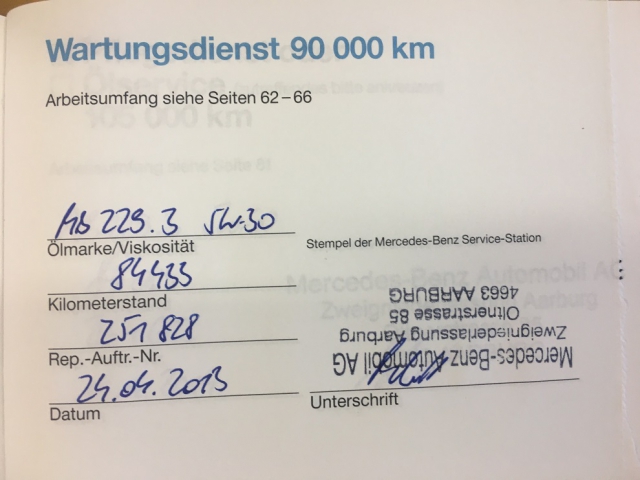 Wartungsdienst 90 000 km
Arbeitsumfang siehe Seiten 62–66
MB 229.3 5W-30
Ölmarke/Viskosität
84433
Kilometerstand
251 828
Rep.-Auftr.-Nr.
24.04.2013
Datum
Stempel der Mercedes-Benz Service-Station
Mercedes-Benz Automobil AG
Zweigniederlassung Aarburg
Oltnerstrasse 85
4663 AARBURG
Unterschrift